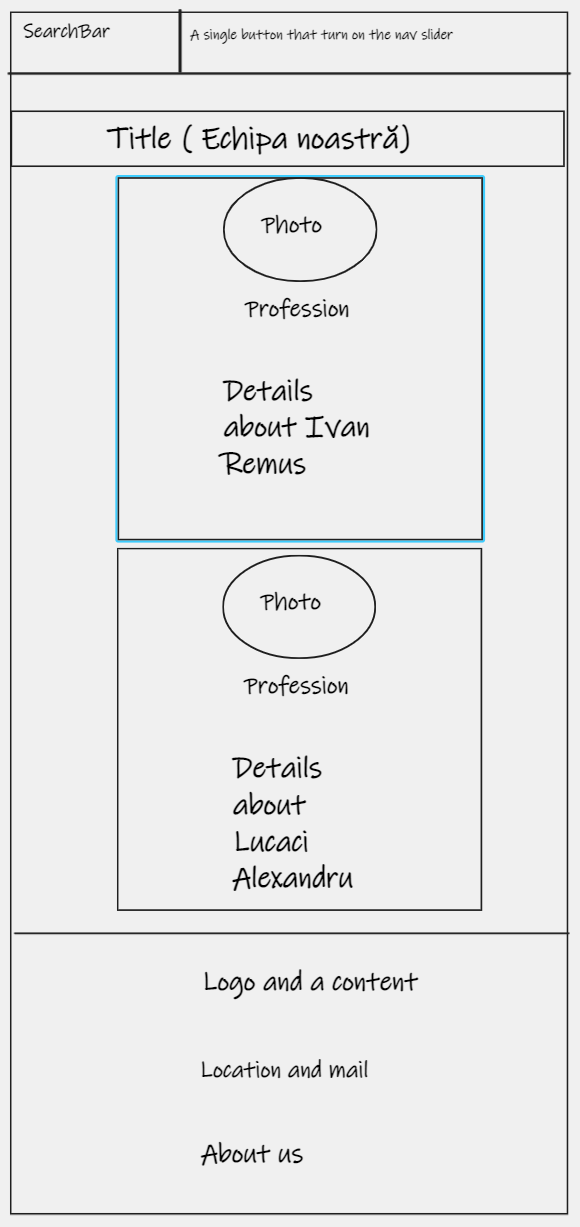 SearchBar
A single button that turn on the nav slider
Title ( Echipa noastră)
Photo
Profession
Details
about Ivan
Remus
Photo
Profession
Details
about
Lucaci
Alexandru
Logo and a content
Location and mail
About us